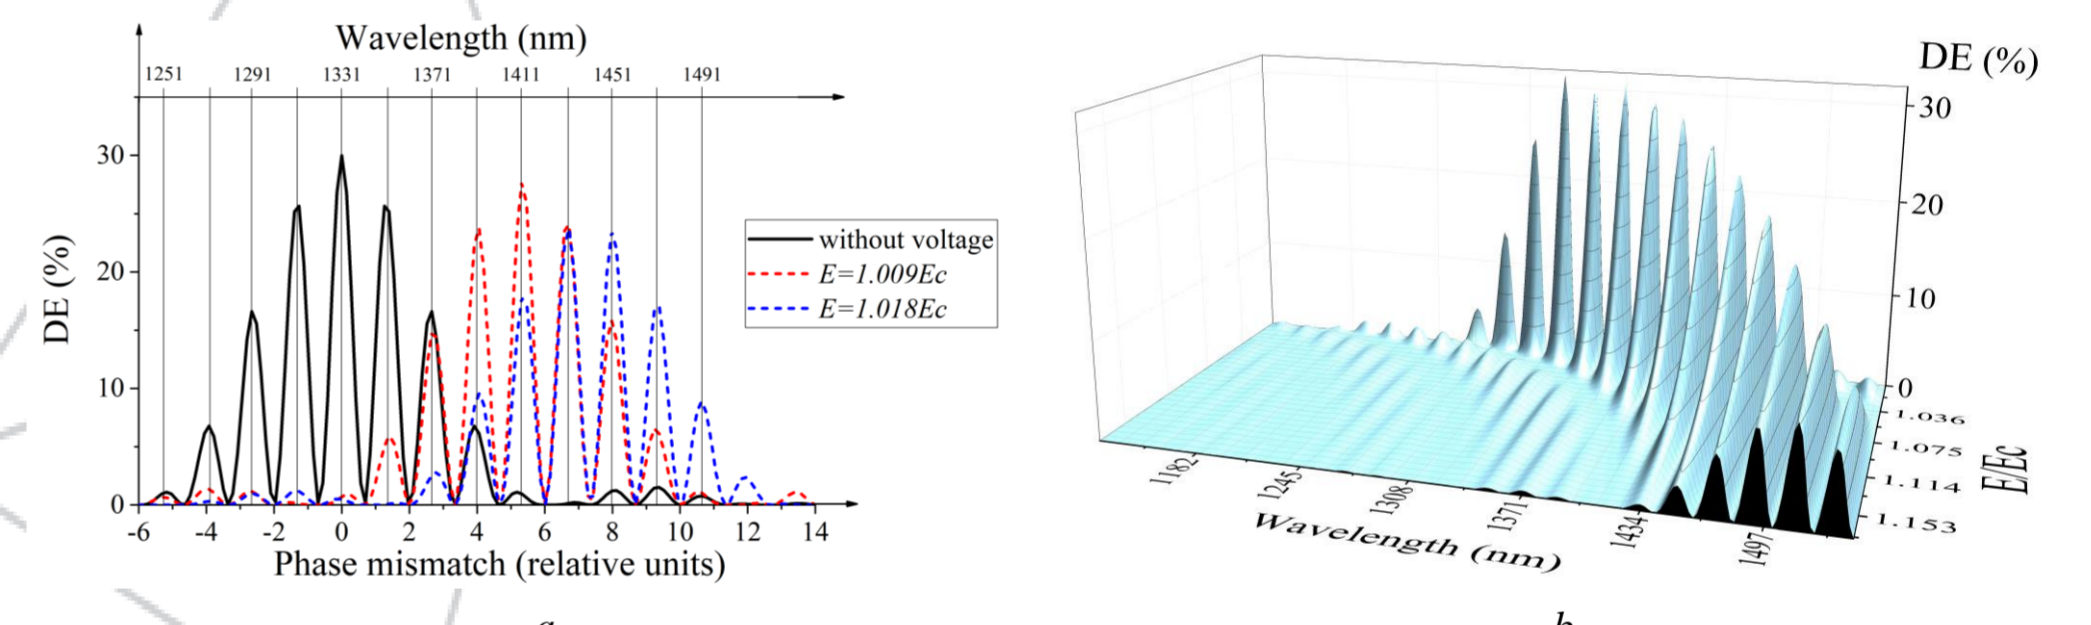 Wavelength (nm)
1251 1291 1331 1371 1411 1451 1491
DE (%)
30
20
10
0
-6 -4 -2 0 2 4 6 8 10 12 14
Phase mismatch (relative units)
without voltage
E=1.009Ec
E=1.018Ec
DE (%)
30
20
10
0
1.036
1.075
1.114
1.153
E/Ec
1182 1245 1308 1371 1434 1497
Wavelength (nm)